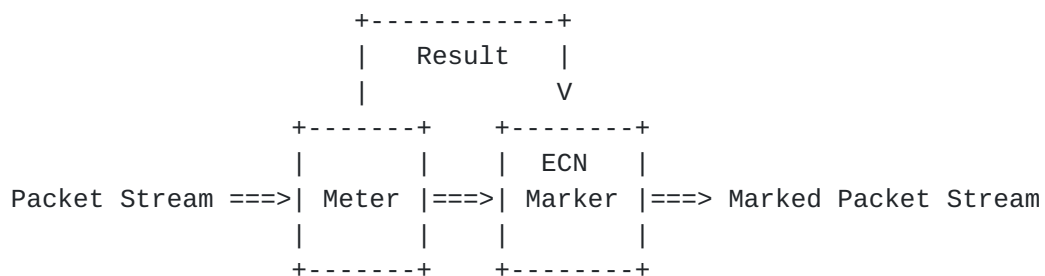 Result
ECN
Packet Stream ===> Meter ===> Marker ===> Marked Packet Stream